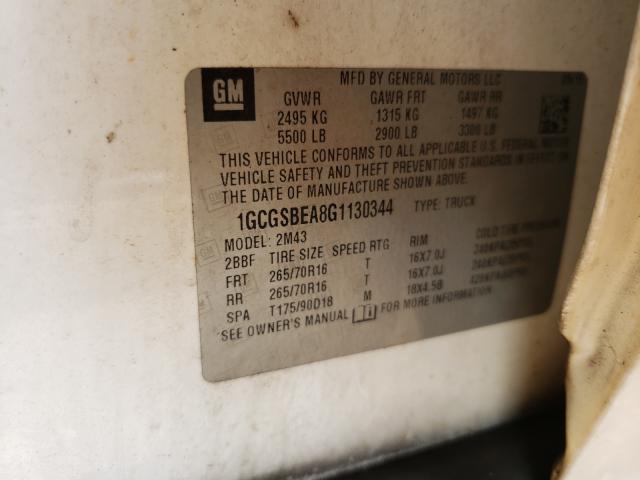 GM
MFD BY GENERAL MOTORS LLC
GVWR GAWR FRT GAWR RR
2495 KG 1315 KG 1497 KG
5500 LB 2900 LB 3300 LB
THIS VEHICLE CONFORMS TO ALL APPLICABLE U.S. FEDERAL MOTOR
VEHICLE SAFETY AND THEFT PREVENTION STANDARDS IN EFFECT ON
THE DATE OF MANUFACTURE SHOWN ABOVE.
1GCGSBEA8G1130344 TYPE: TRUCK
MODEL: 2M43
2BBF TIRE SIZE SPEED RTG RIM COLD TIRE PRESSURE
FRT 265/70R16 T 16X7.0J
RR 265/70R16 T 16X7.0J
SPA T175/90D18 M 18X4.5B
SEE OWNER'S MANUAL FOR MORE INFORMATION